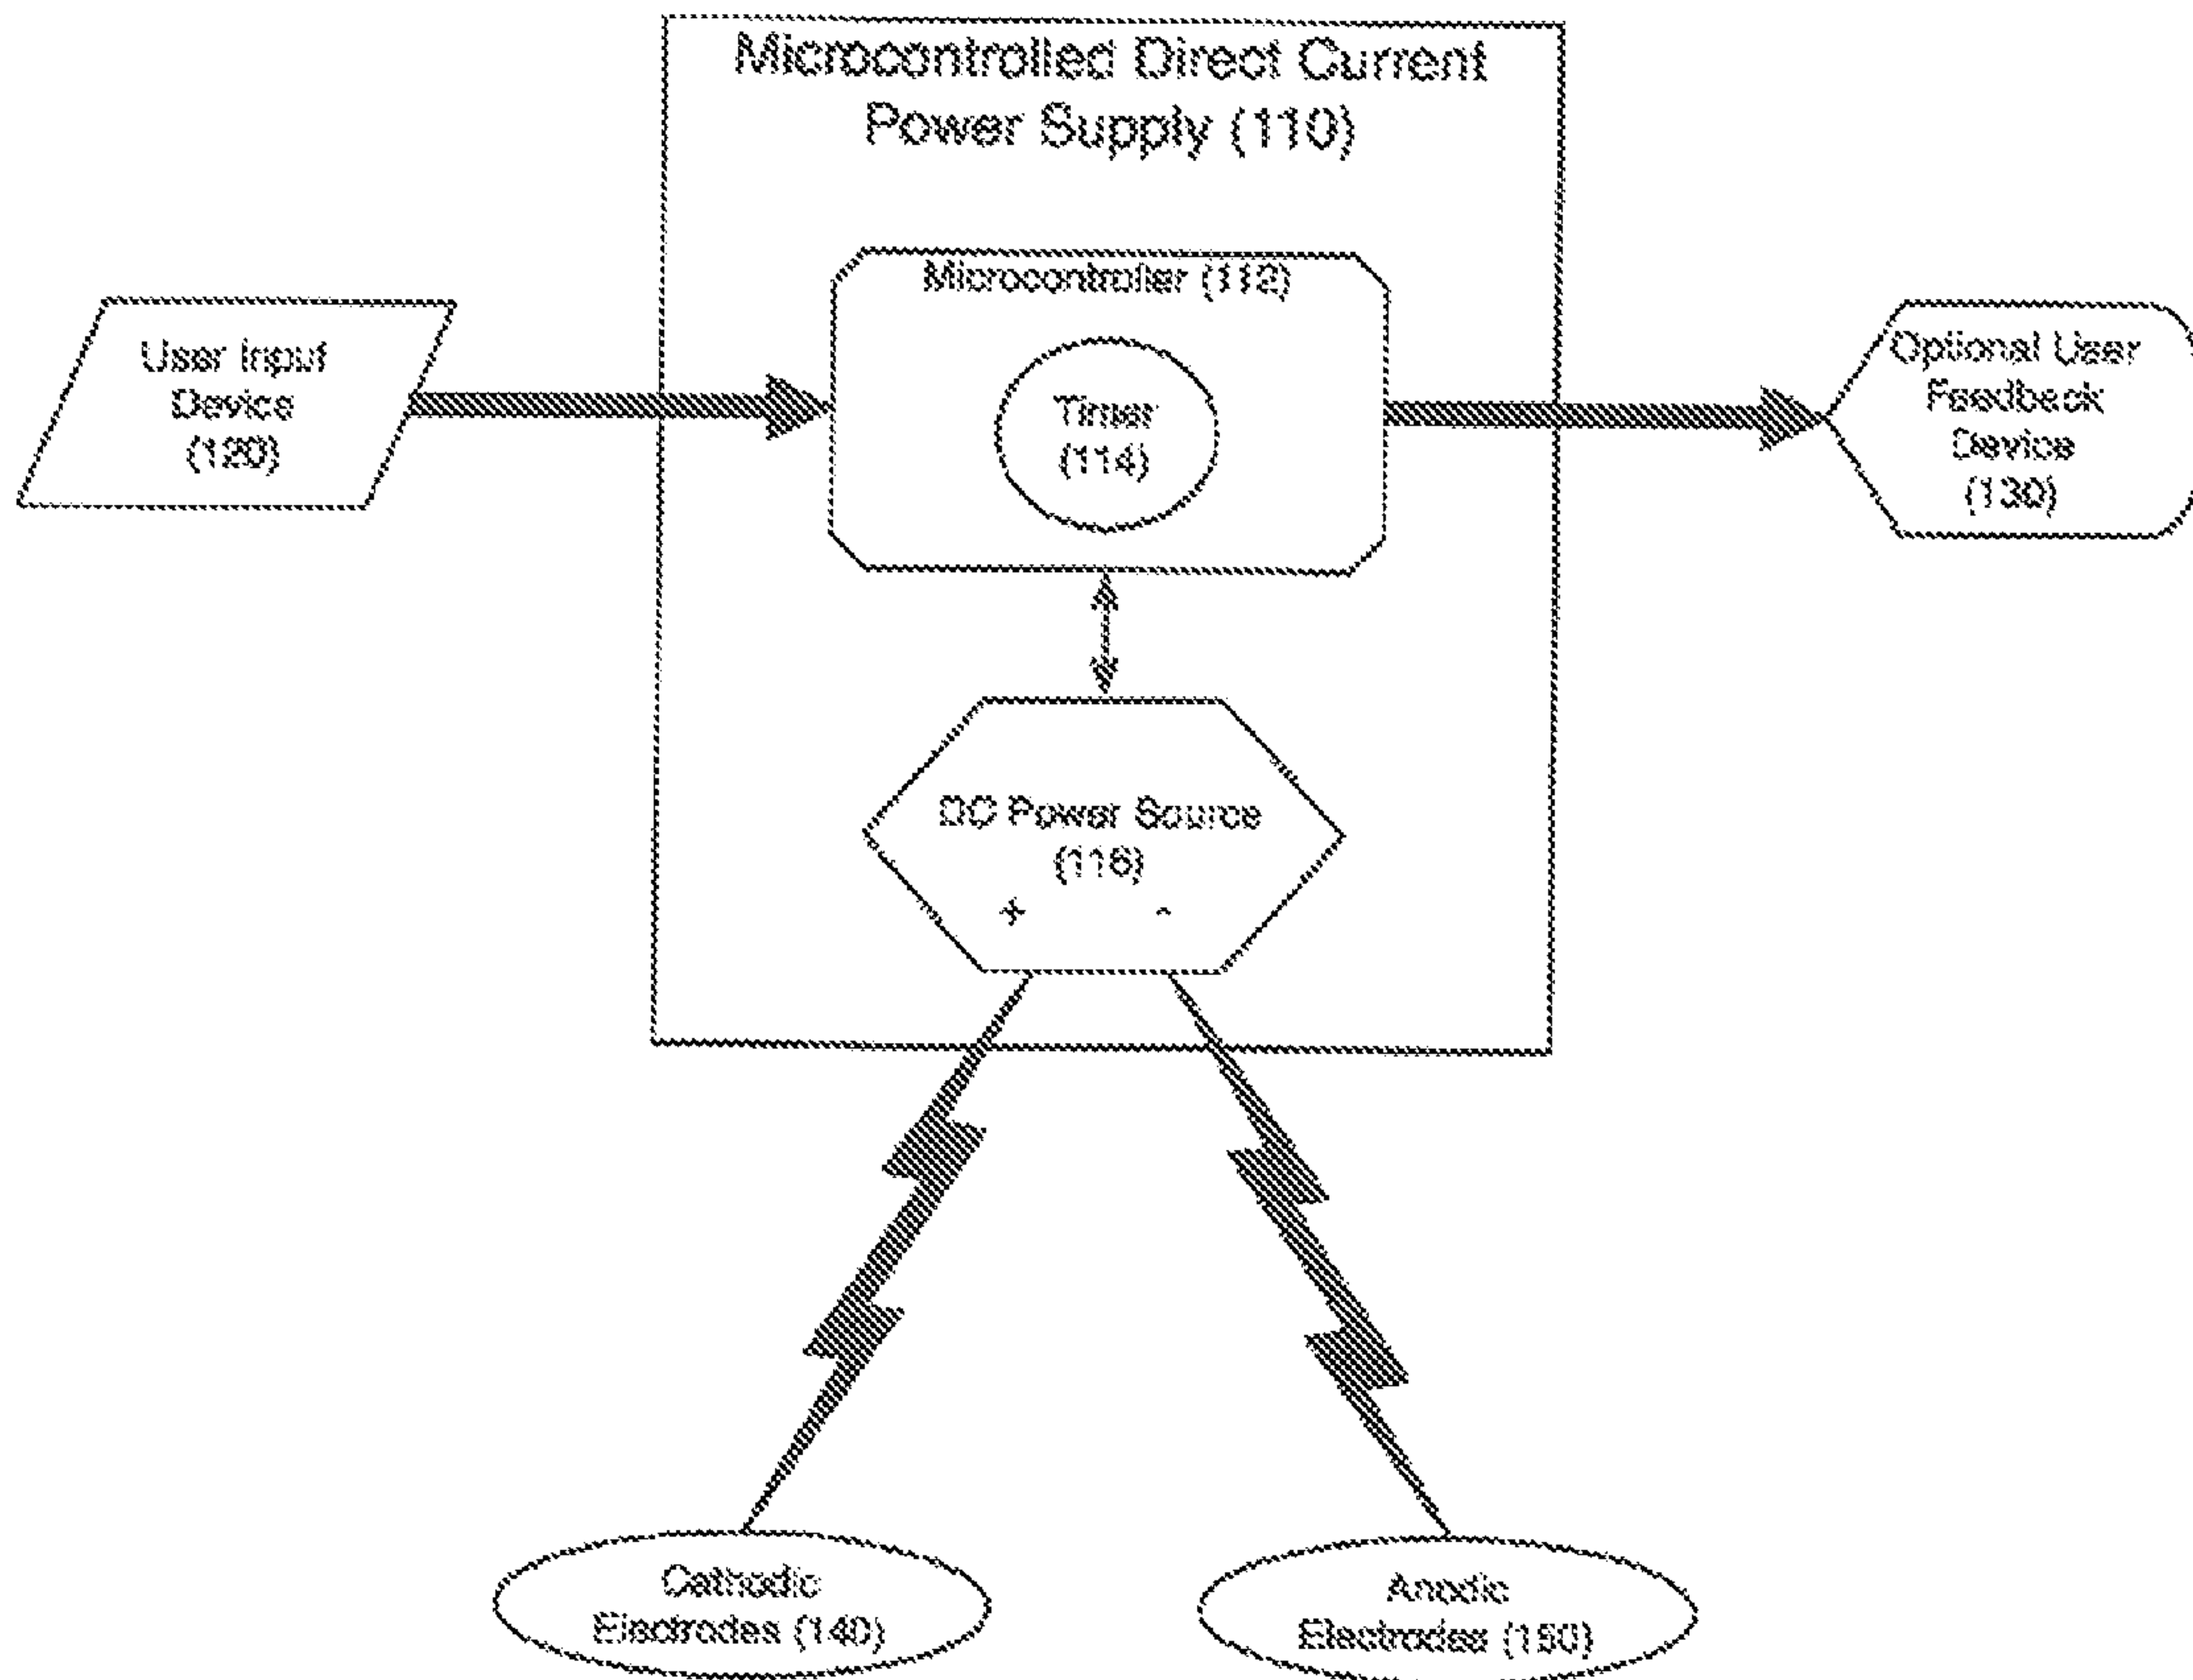 Microcontrolled Direct Current
Power Supply (110)
Microcontroller (112)
User Input
Device
(120)
Timer
(114)
Optional User
Feedback
Device
(130)
DC Power Source
(116)
+ -
Cathodic
Electrodes (140)
Anodic
Electrodes (150)